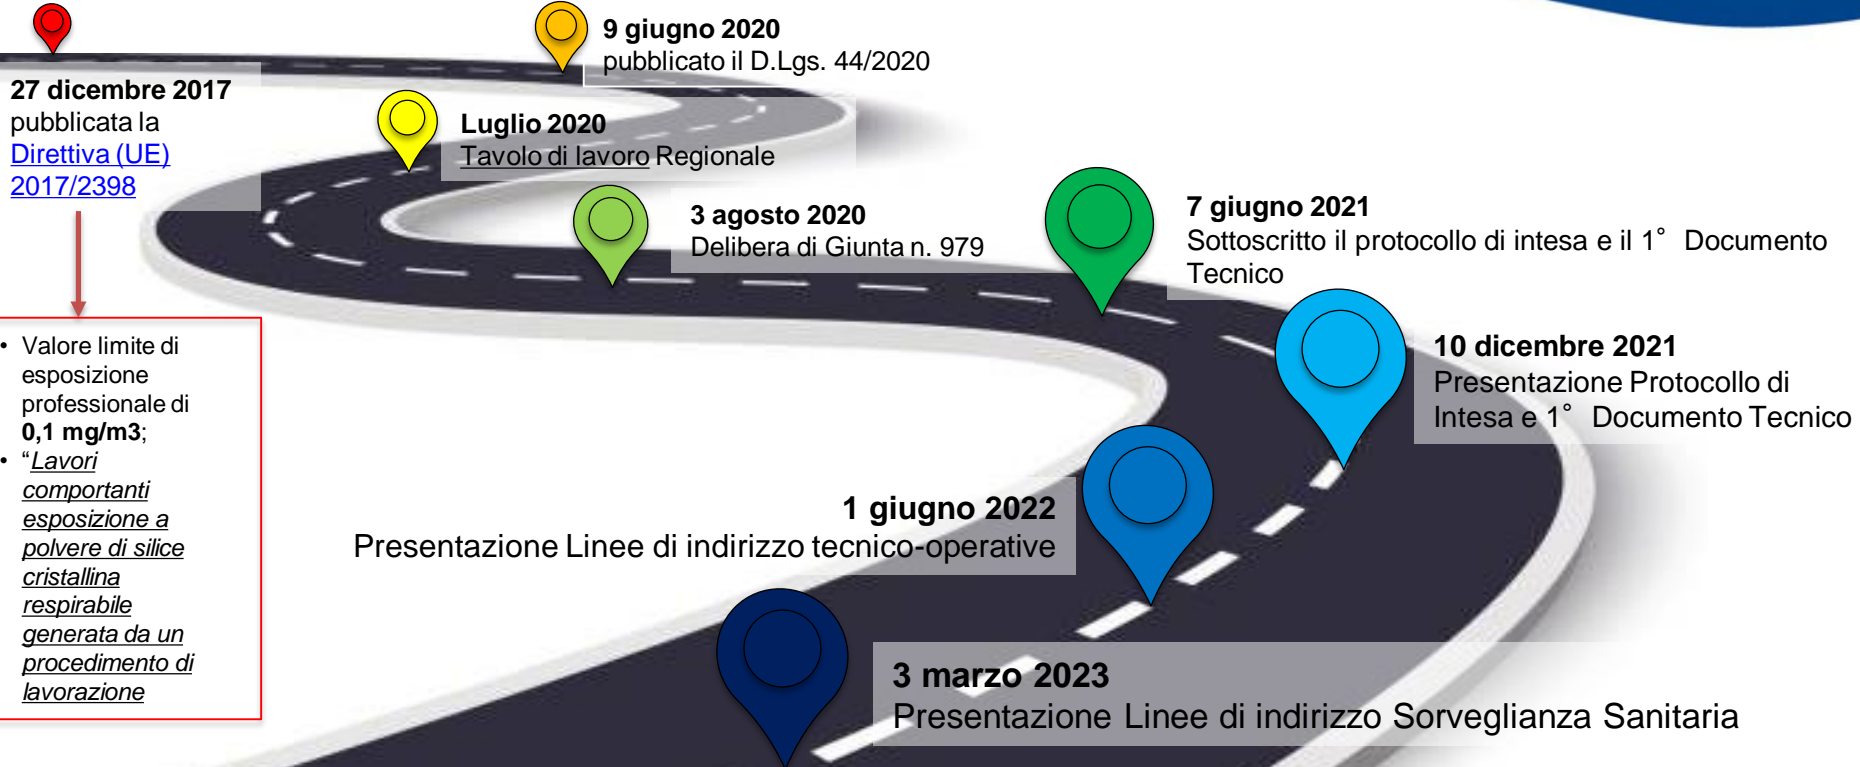 9 giugno 2020
pubblicato il D.Lgs. 44/2020
27 dicembre 2017
pubblicata la
Direttiva (UE)
2017/2398
Luglio 2020
Tavolo di lavoro Regionale
3 agosto 2020
Delibera di Giunta n. 979
7 giugno 2021
Sottoscritto il protocollo di intesa e il 1° Documento
Tecnico
• Valore limite di
esposizione
professionale di
0,1 mg/m3;
• “Lavori
comportanti
esposizione a
polvere di silice
cristallina
respirabile
generata da un
procedimento di
lavorazione
10 dicembre 2021
Presentazione Protocollo di
Intesa e 1° Documento Tecnico
1 giugno 2022
Presentazione Linee di indirizzo tecnico-operative
3 marzo 2023
Presentazione Linee di indirizzo Sorveglianza Sanitaria